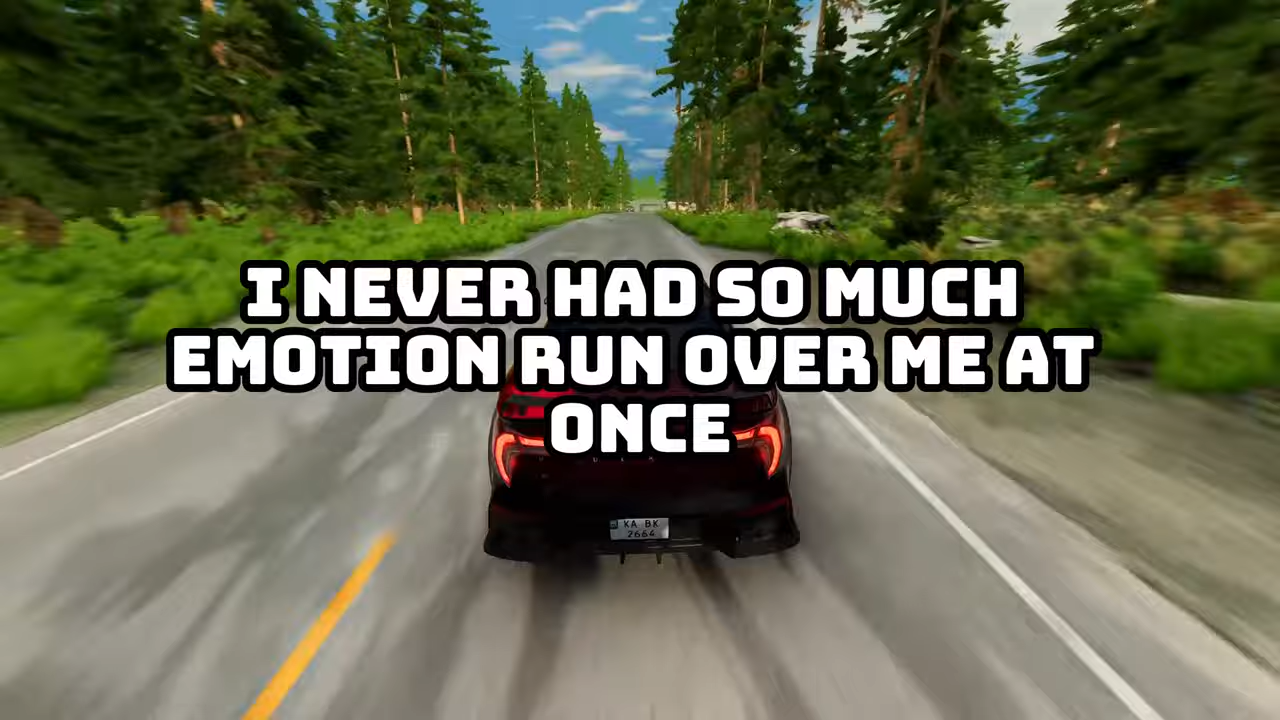 I NEVER HAD SO MUCH
EMOTION RUN OVER ME AT
ONCE
KA BK
2664